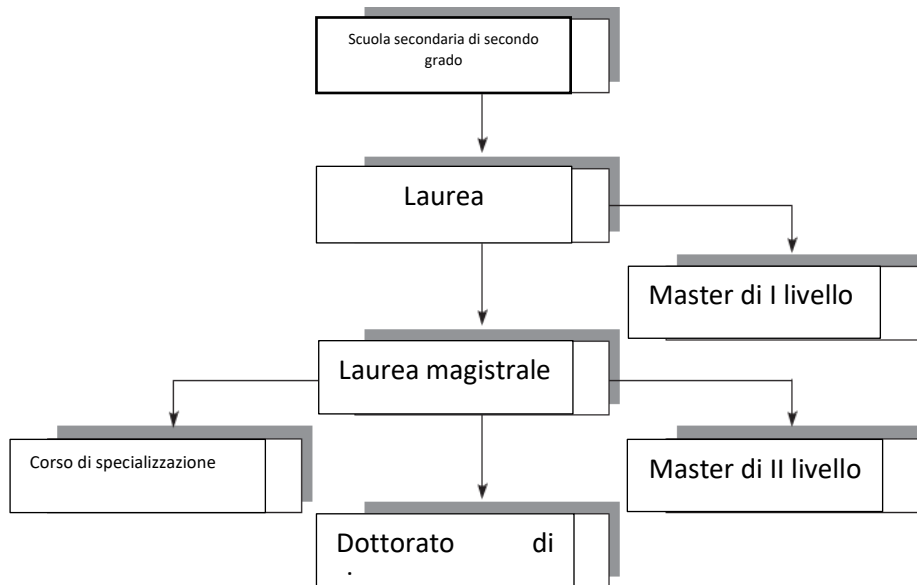 Scuola secondaria di secondo
grado
Laurea
Master di I livello
Laurea magistrale
Corso di specializzazione
Master di II livello
Dottorato di